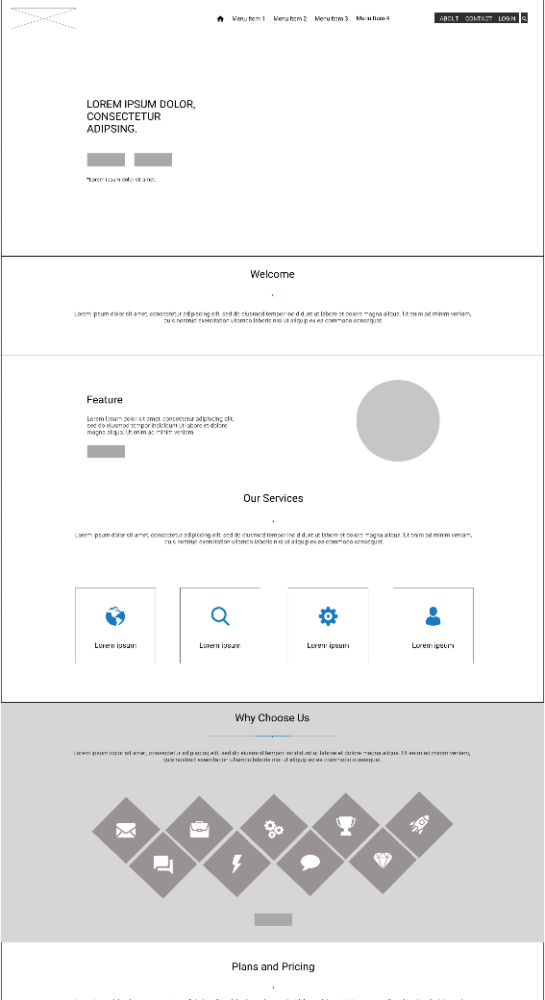 Menu Item 1 Menu Item 2 Menu Item 3 Menu Item 4 ABOUT CONTACT LOGIN
LOREM IPSUM DOLOR,
CONSECTETUR
ADIPSING.
*Lorem ipsum dolor sit amet.
Welcome
Lorem ipsum dolor sit amet, consectetur adipiscing elit, sed do eiusmod tempor incididunt ut labore et dolore magna aliqua. Ut enim ad minim veniam,
quis nostrud exercitation ullamco laboris nisi ut aliquip ex ea commodo consequat.
Feature
Lorem ipsum dolor sit amet, consectetur adipiscing elit,
sed do eiusmod tempor incididunt ut labore et dolore
magna aliqua. Ut enim ad minim veniam
Our Services
Lorem ipsum dolor sit amet, consectetur adipiscing elit, sed do eiusmod tempor incididunt ut labore et dolore magna aliqua. Ut enim ad minim veniam,
quis nostrud exercitation ullamco laboris nisi ut aliquip ex ea commodo consequat.
Lorem ipsum Lorem ipsum Lorem ipsum Lorem ipsum
Why Choose Us
Lorem ipsum dolor sit amet, consectetur adipiscing elit, sed do eiusmod tempor incididunt ut labore et dolore magna aliqua. Ut enim ad minim veniam,
quis nostrud exercitation ullamco laboris nisi ut aliquip ex ea commodo consequat.
Plans and Pricing